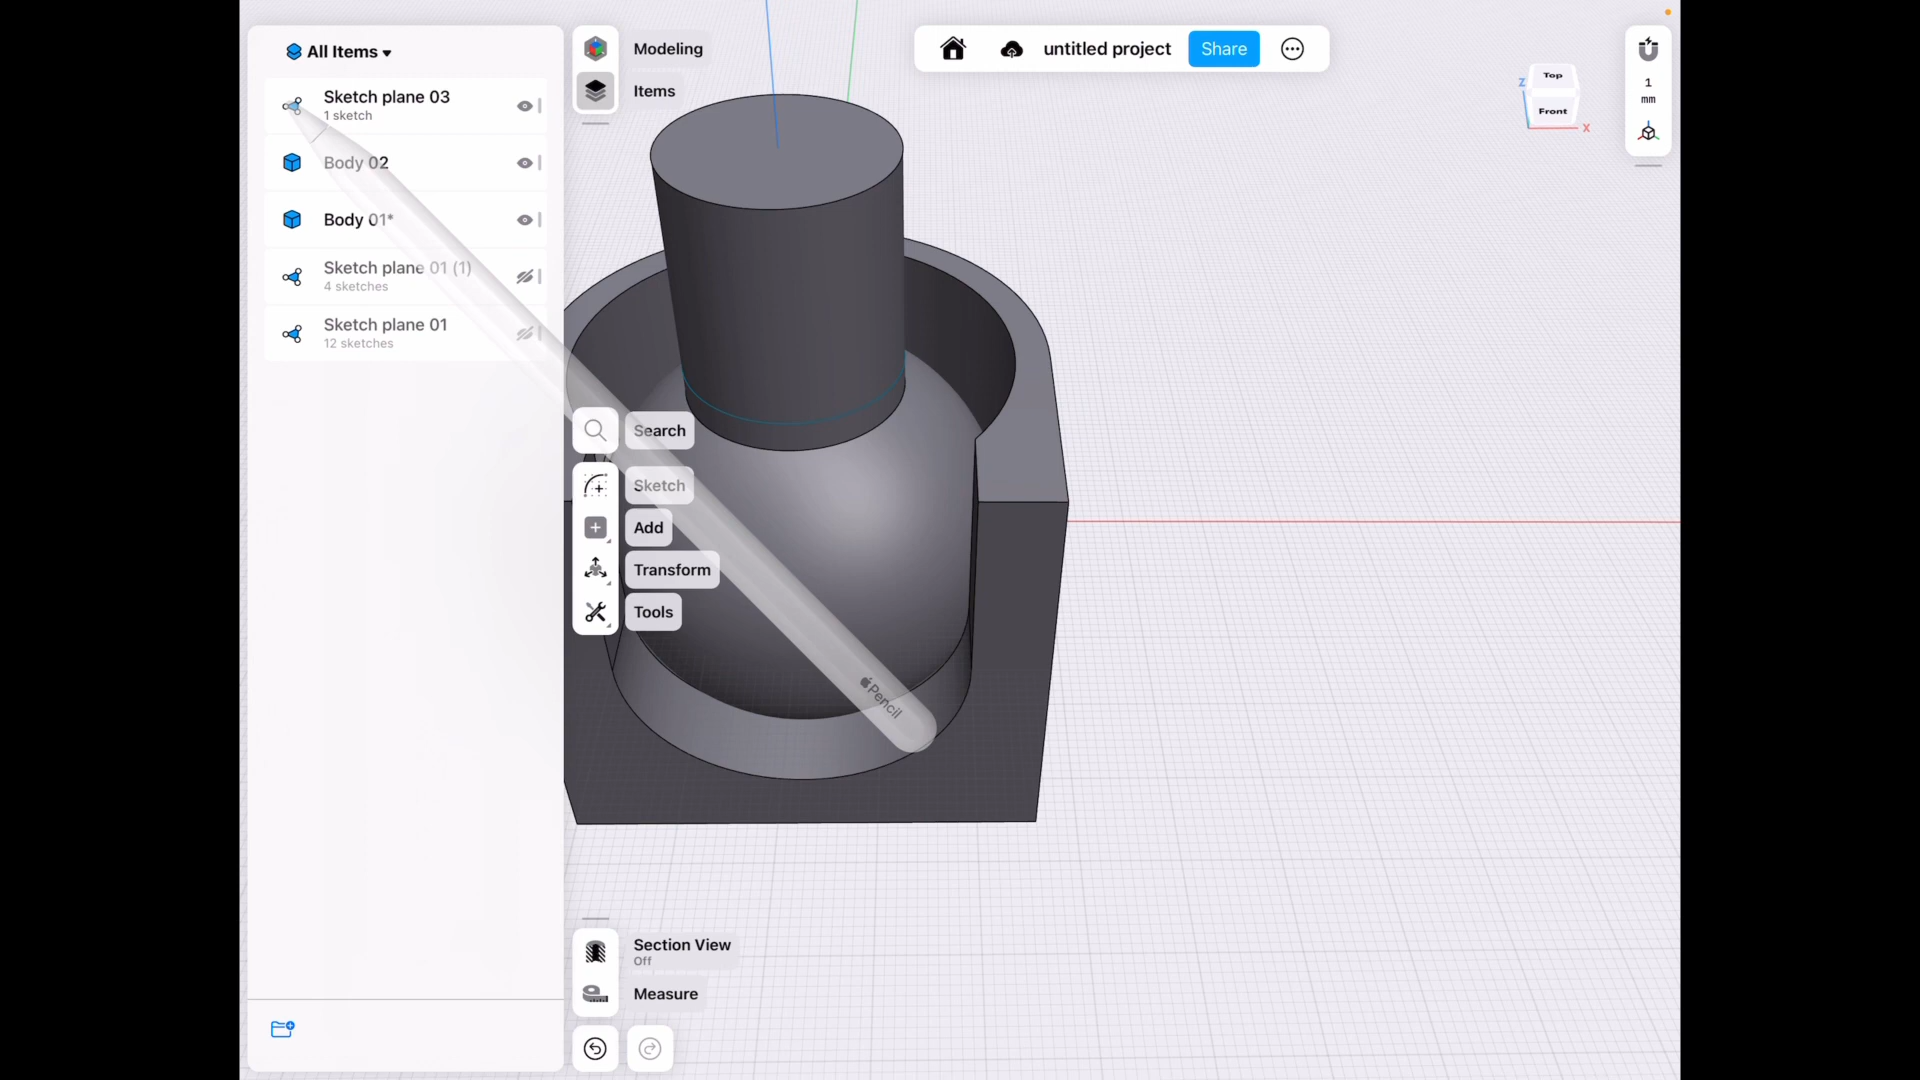 All Items
Sketch plane 03
1 sketch
Body 02
Body 01*
Sketch plane 01 (1)
4 sketches
Sketch plane 01
12 sketches
Modeling
Items
untitled project
Share
Top
Front
Z
X
1
mm
Search
Sketch
Add
Transform
Tools
Pencil
Section View
Off
Measure